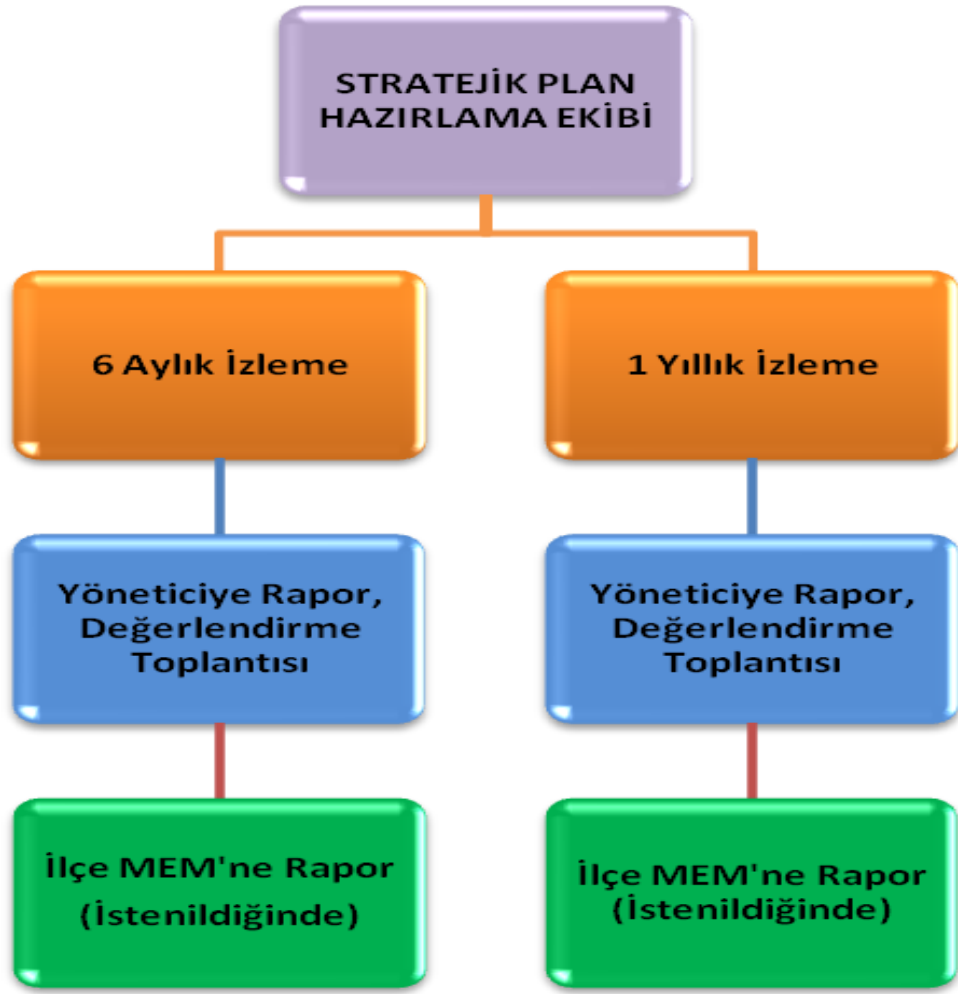 STRATEJİK PLAN
HAZIRLAMA EKİBİ
6 Aylık İzleme
1 Yıllık İzleme
Yöneticiye Rapor,
Değerlendirme
Toplantısı
Yöneticiye Rapor,
Değerlendirme
Toplantısı
İlçe MEM'ne Rapor
(İstenildiğinde)
İlçe MEM'ne Rapor
(İstenildiğinde)